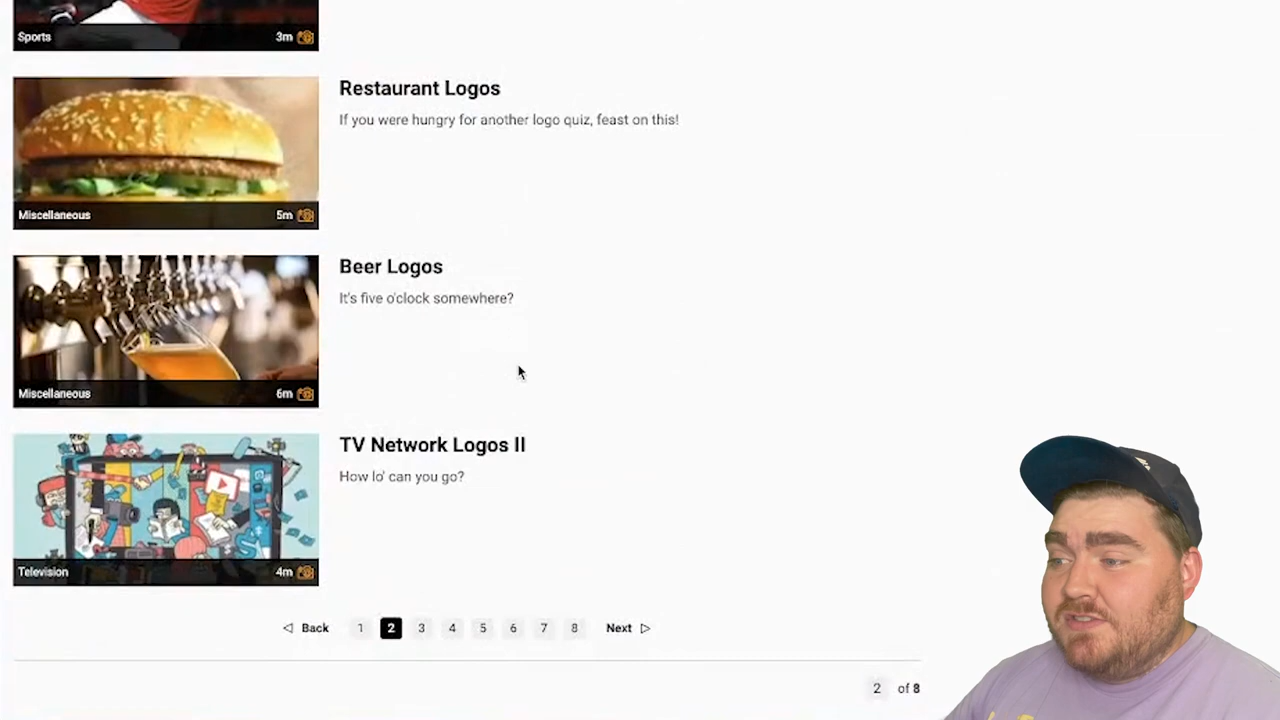 Sports 3m
Restaurant Logos
If you were hungry for another logo quiz, feast on this!
Miscellaneous 5m
Beer Logos
It's five o'clock somewhere?
Miscellaneous 6m
TV Network Logos II
How lo' can you go?
Television 4m
Back 1 2 3 4 5 6 7 8 Next
2 of 8